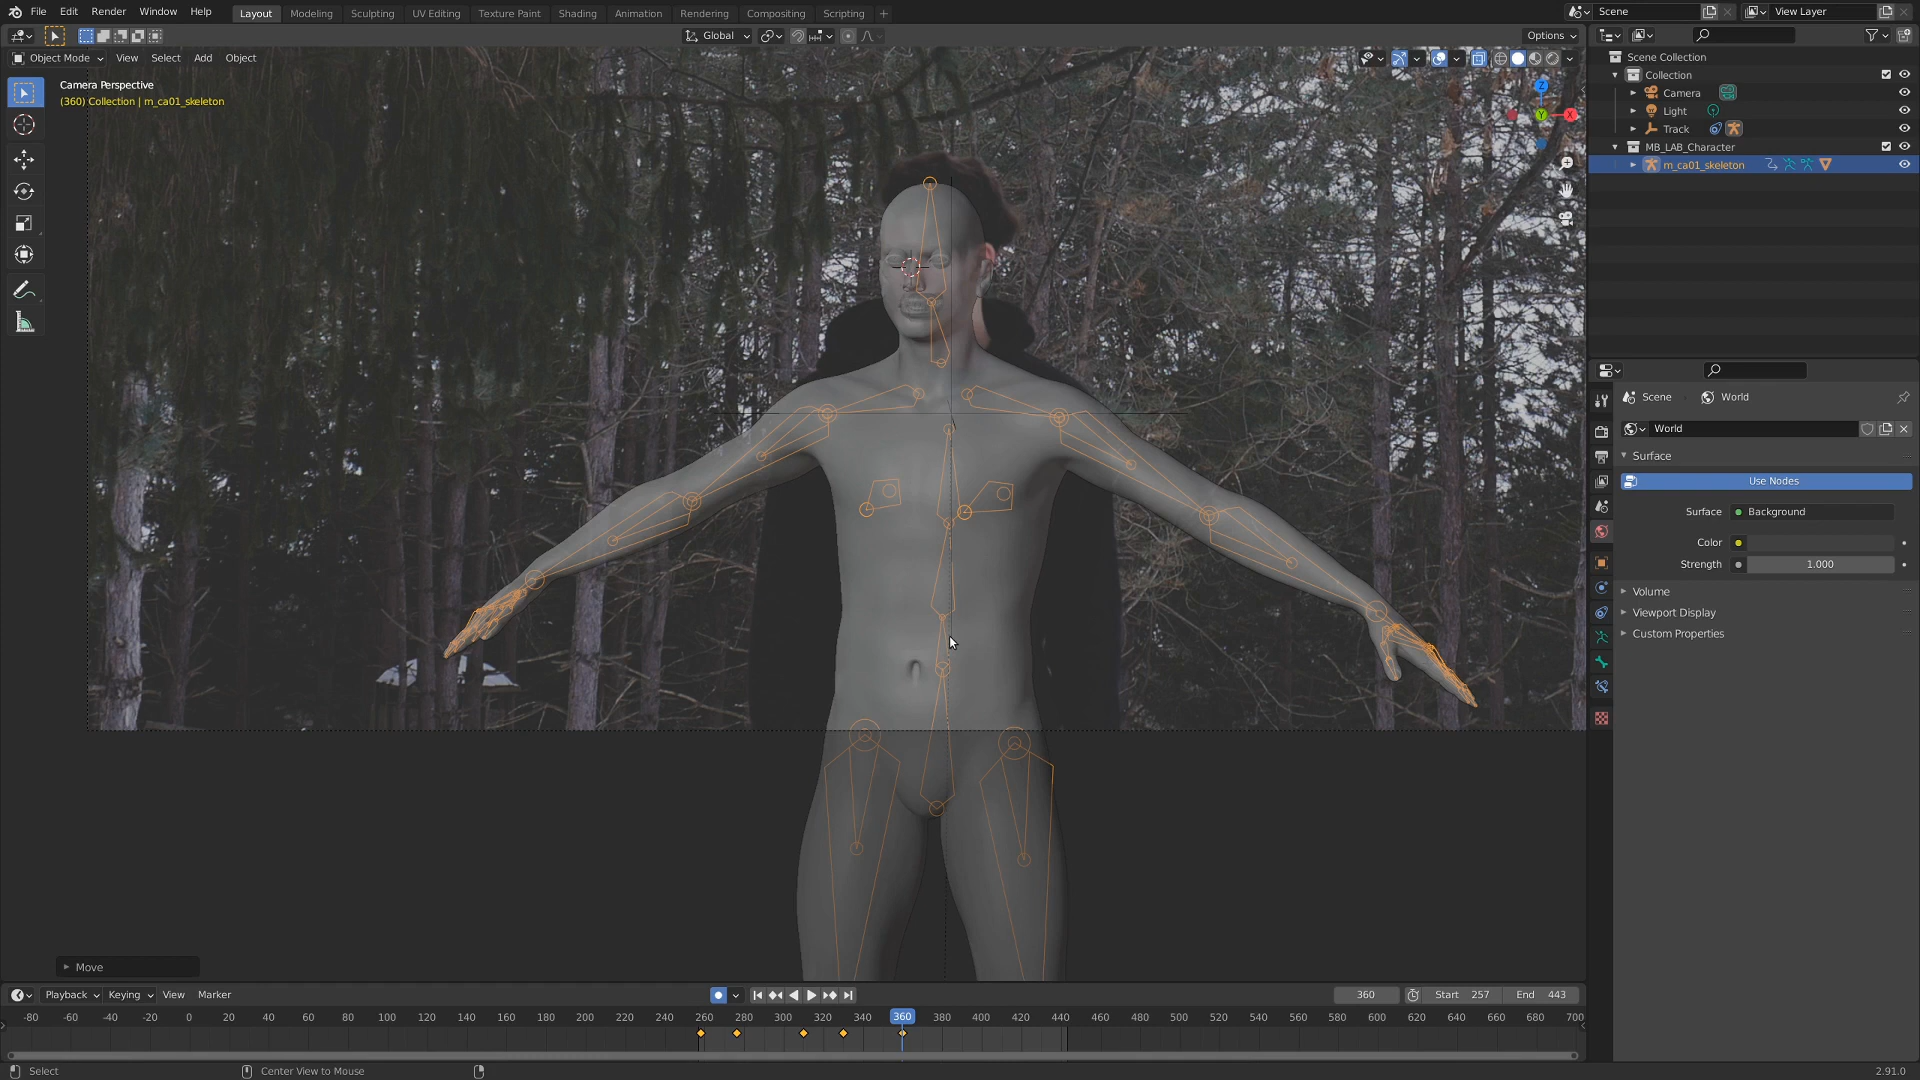 File Edit Render Window Help Layout Modeling Sculpting UV Editing Texture Paint Shading Animation Rendering Compositing Scripting + Scene View Layer
Global Options
Object Mode View Select Add Object
Camera Perspective
(360) Collection | m_ca01_skeleton
Z
Y
X
Scene Collection
Collection
Camera
Light
Track
MB_LAB_Character
m_ca01_skeleton
Scene World
World
Surface
Use Nodes
Surface Background
Color
Strength 1.000
Volume
Viewport Display
Custom Properties
Move
Playback Keying View Marker 360 Start 257 End 443
-80 -60 -40 -20 0 20 40 60 80 100 120 140 160 180 200 220 240 260 280 300 320 340 360 380 400 420 440 460 480 500 520 540 560 580 600 620 640 660 680 700
Select Center View to Mouse 2.91.0